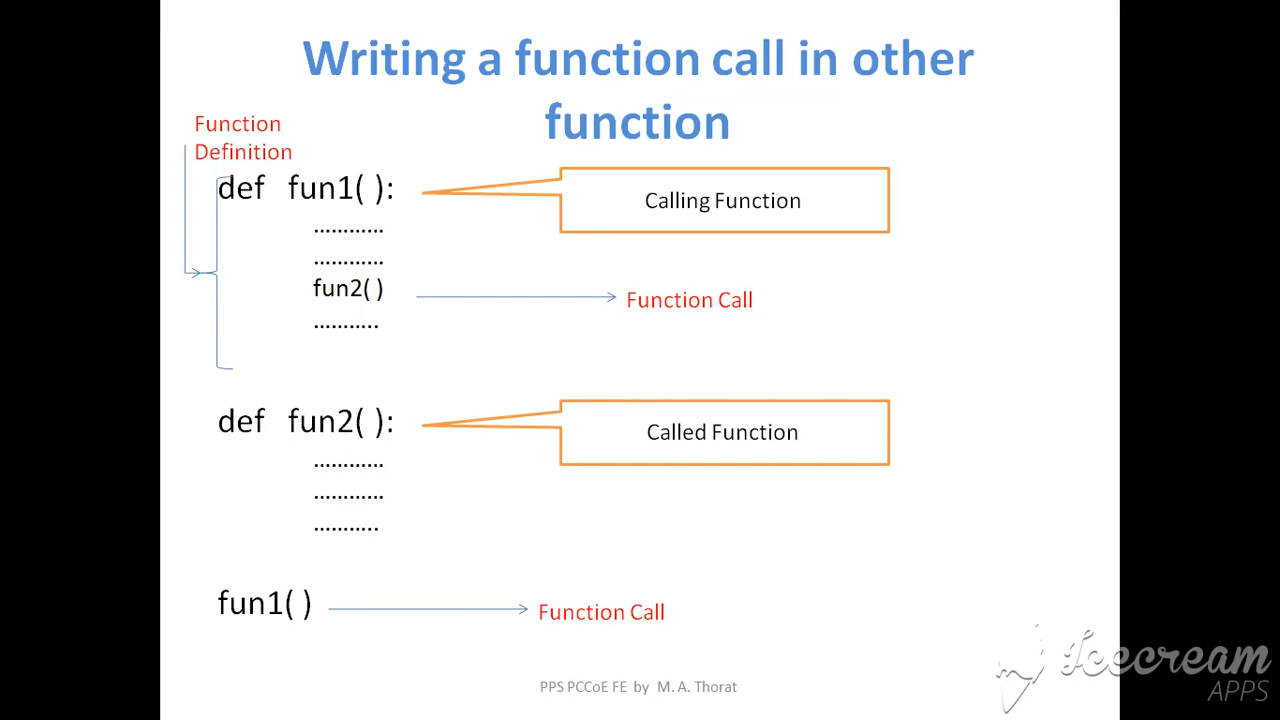 Writing a function call in other
function
Function
Definition
def fun1( ):
Calling Function
............
............
fun2( )
Function Call
...........
def fun2( ):
Called Function
............
............
...........
fun1( )
Function Call
PPS PCCoE FE by M. A. Thorat
Icecream
APPS